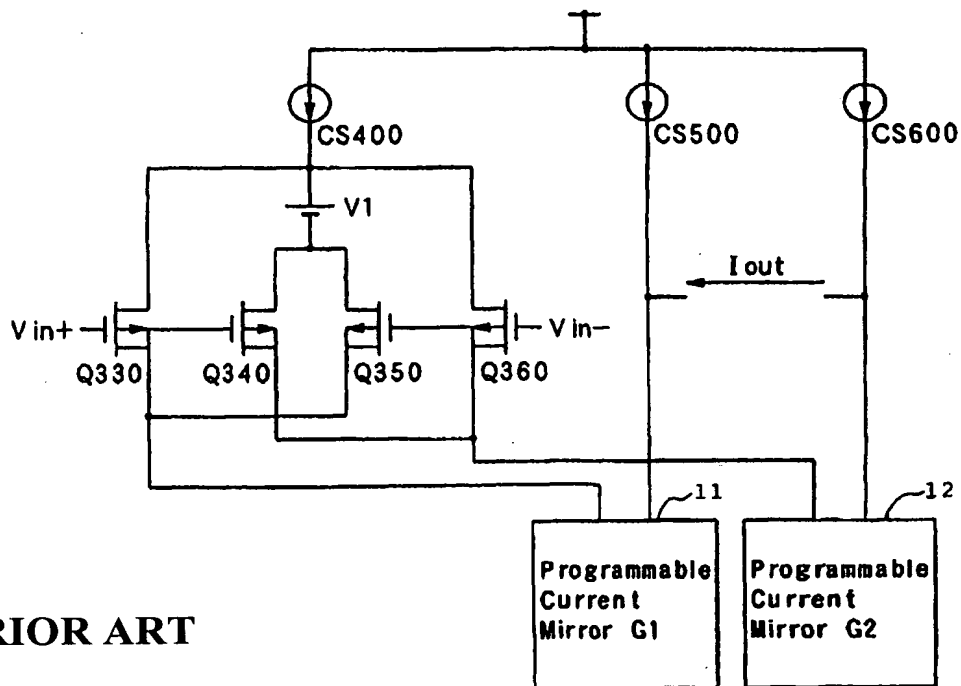 CS400
CS500
CS600
V1
Iout
Vin+
Vin-
Q330
Q340
Q350
Q360
11
12
Programmable
Current
Mirror G1
Programmable
Current
Mirror G2
RIOR ART